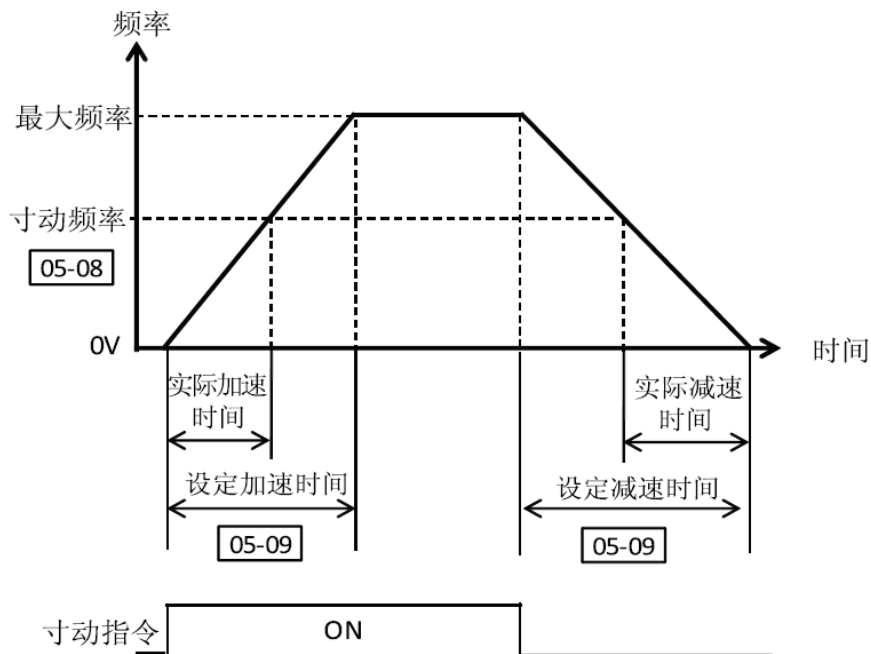 频率
最大频率
寸动频率
05-08
0V
时间
实际加速
时间
实际减速
时间
设定加速时间
设定减速时间
05-09
05-09
寸动指令
ON